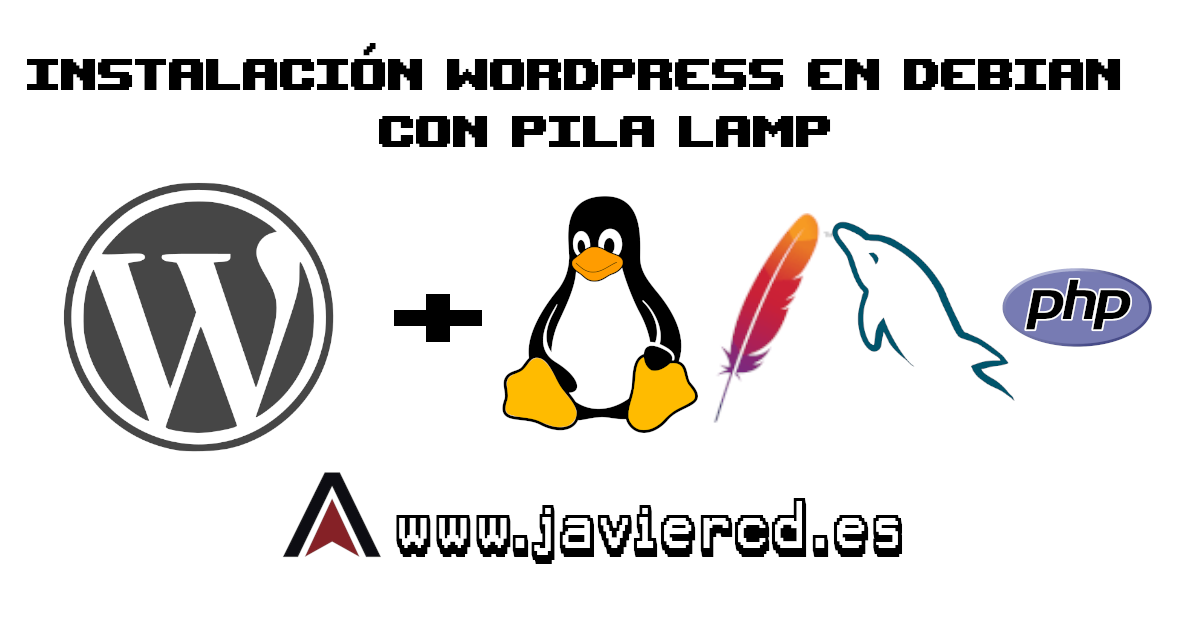 INSTALACIÓN WORDPRESS EN DEBIAN
CON PILA LAMP
W
php
www.javiercd.es